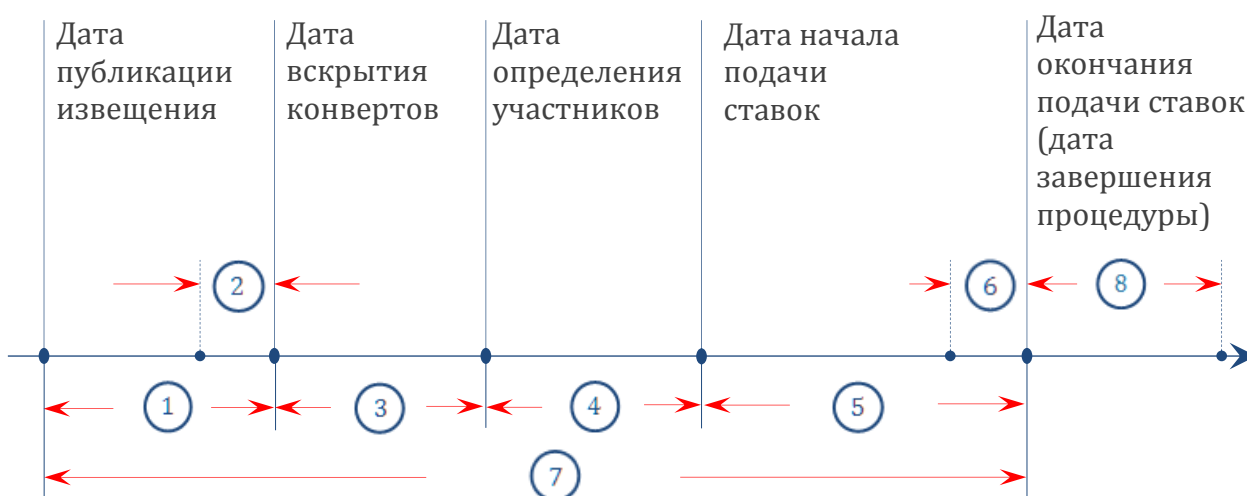 Дата
публикации
извещения
Дата
вскрытия
конвертов
Дата
определения
участников
Дата начала
подачи
ставок
Дата
окончания
подачи ставок
(дата
завершения
процедуры)
2
6
8
1
3
4
5
7